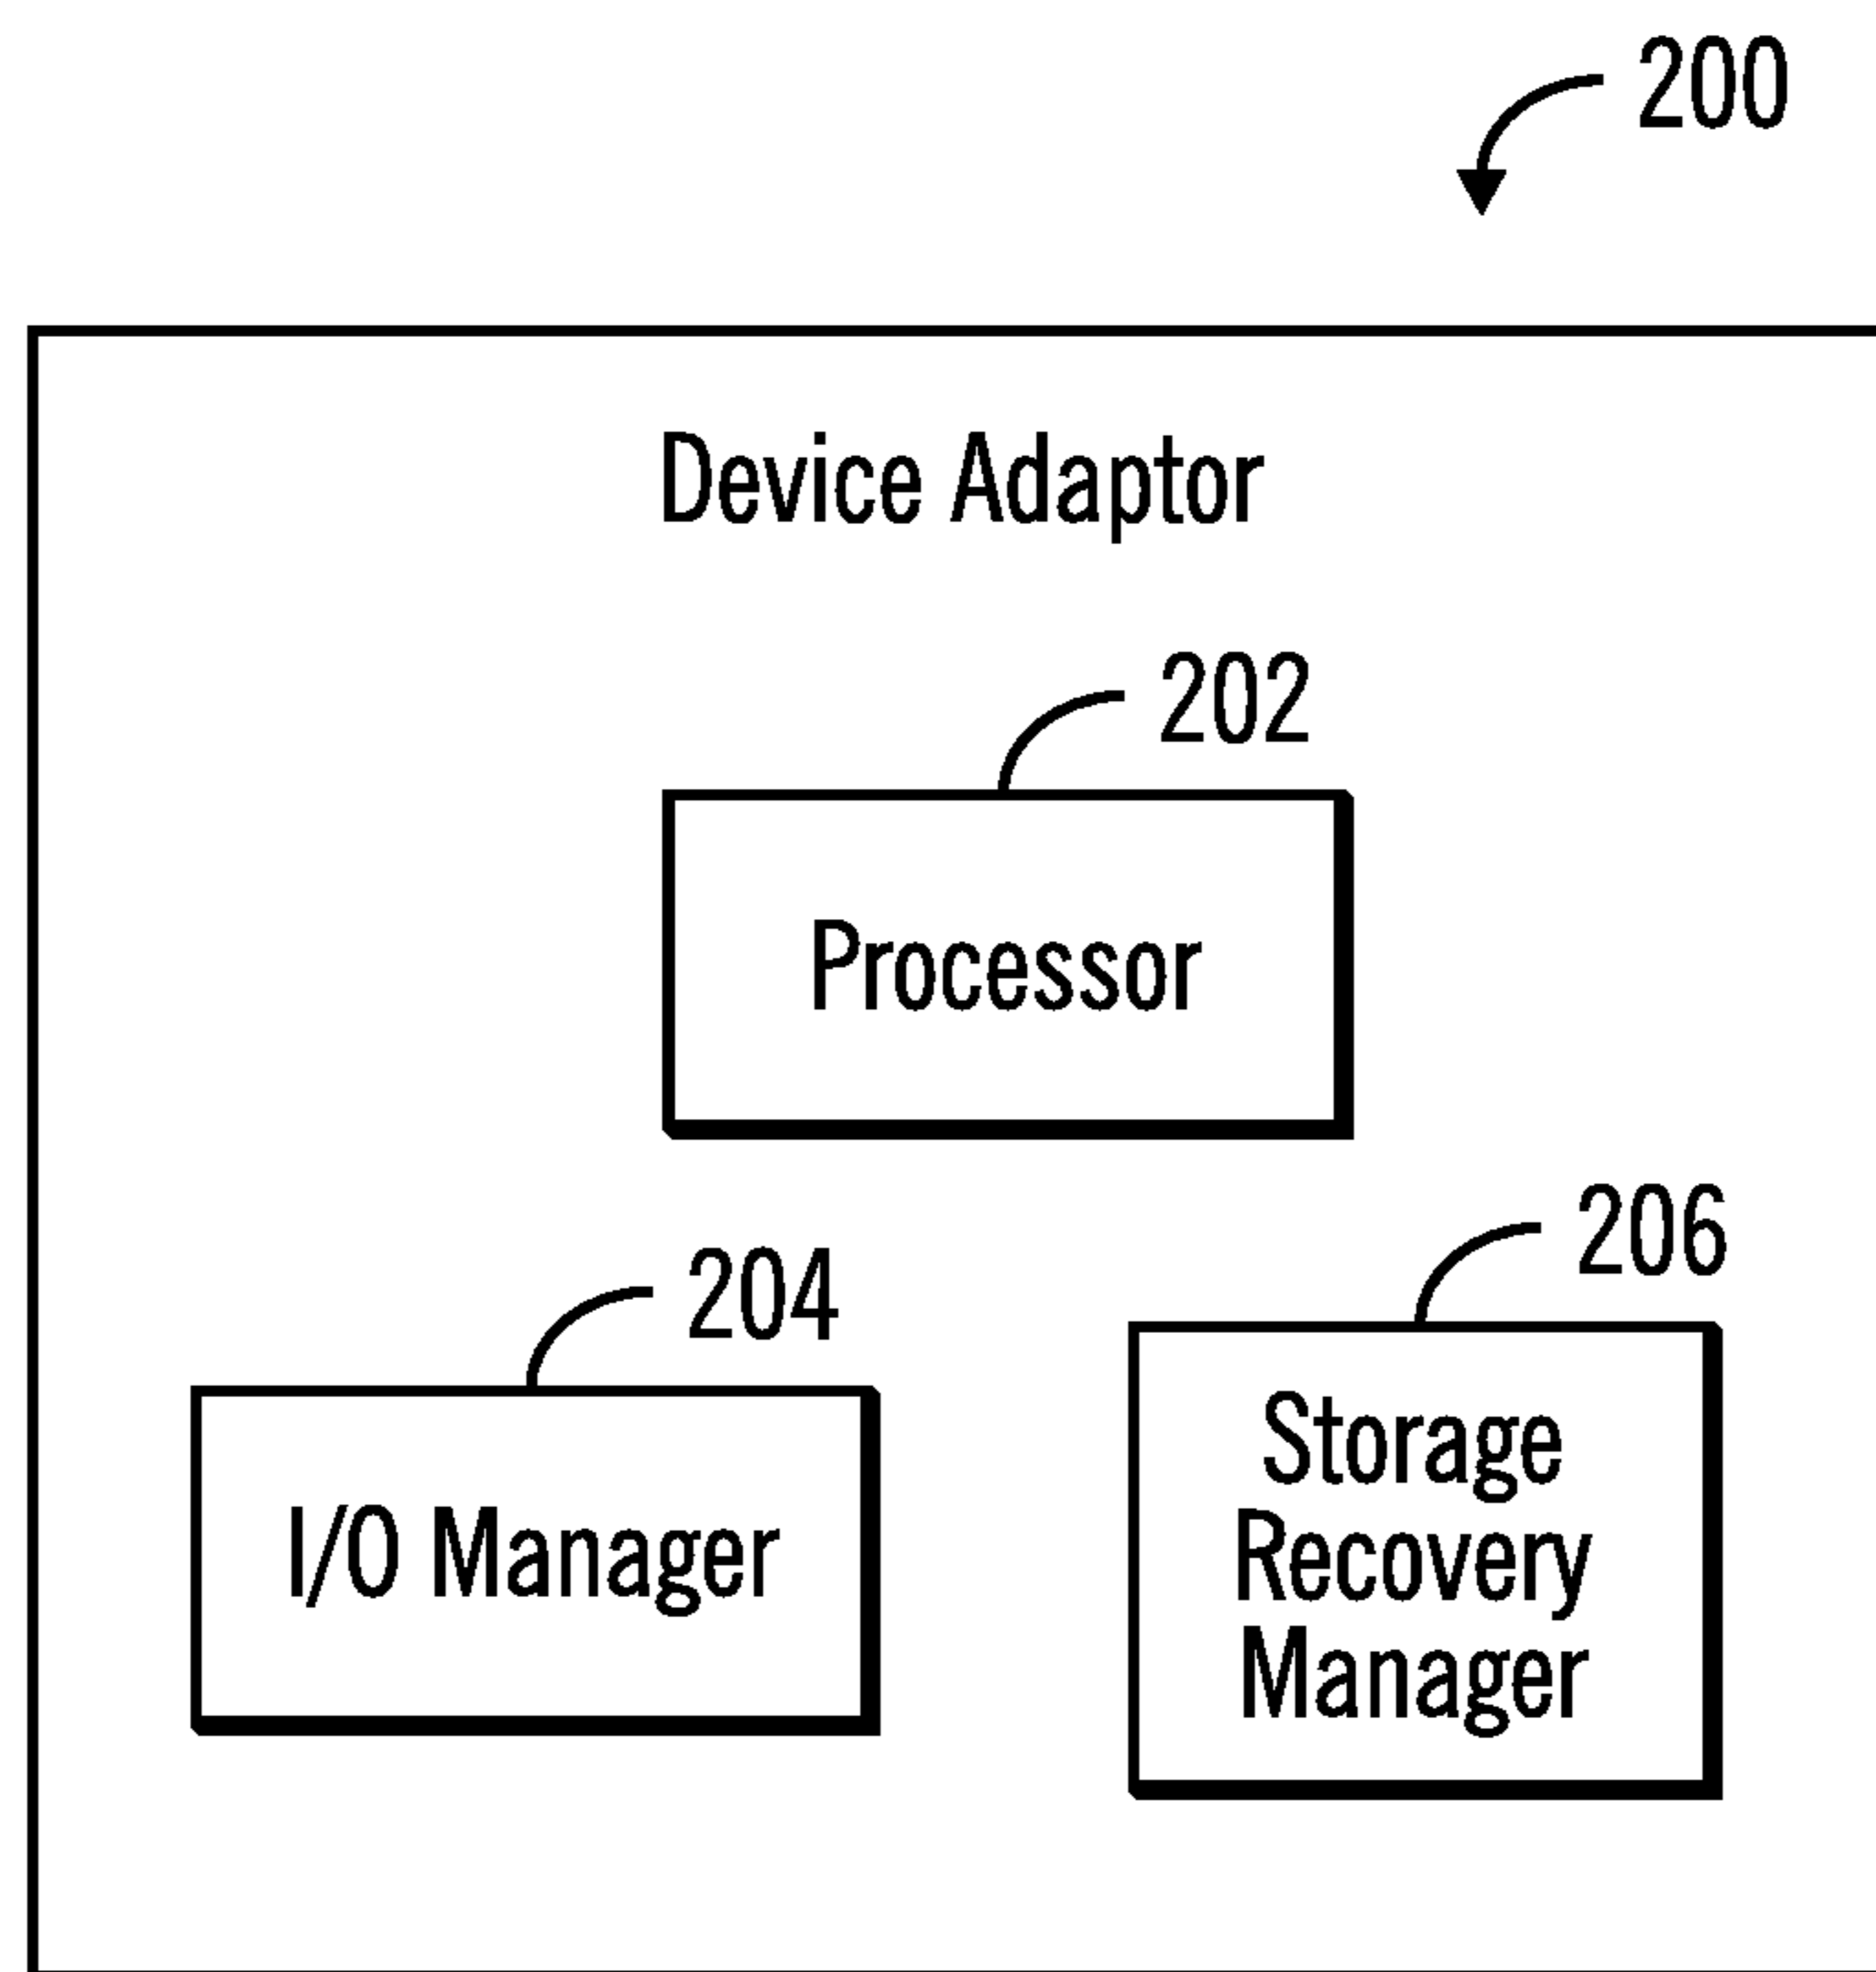 200
Device Adaptor
202
Processor
204
206
I/O Manager
Storage
Recovery
Manager